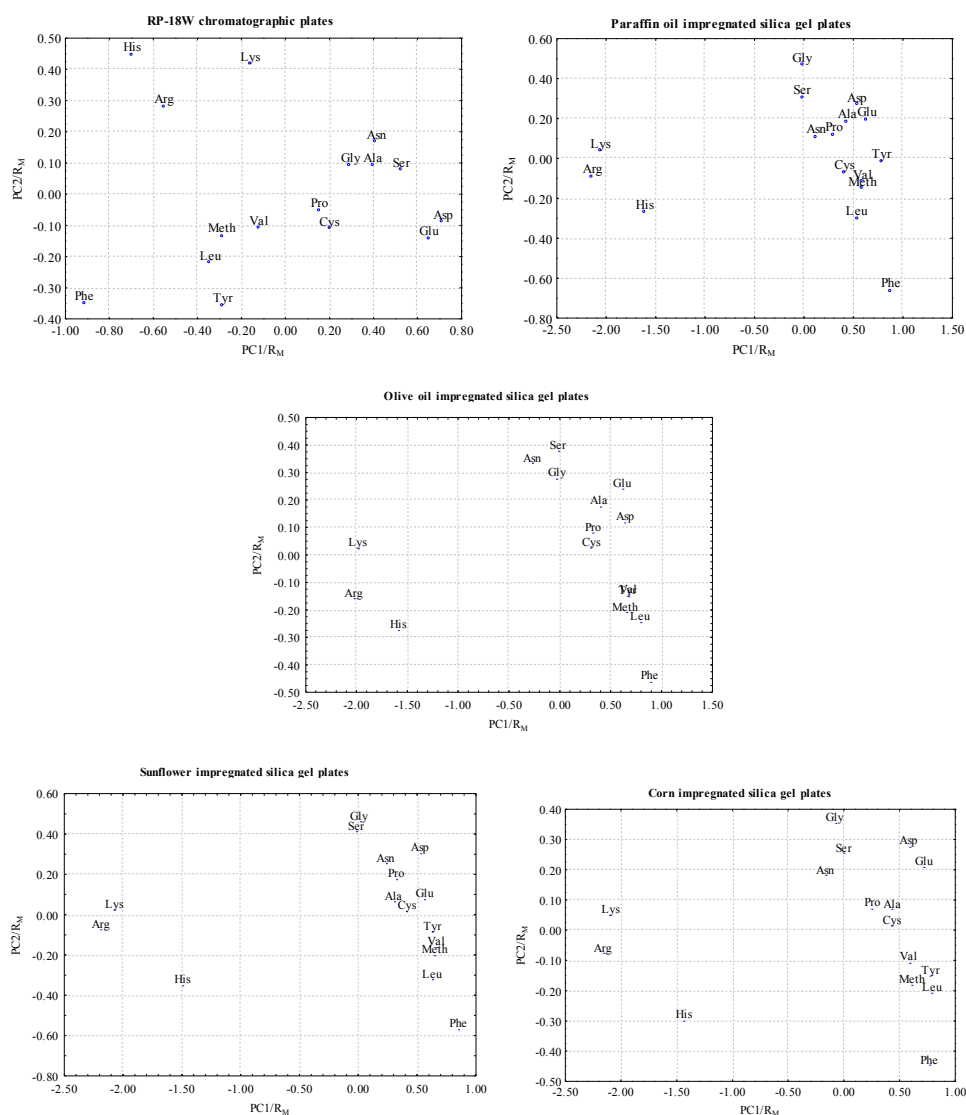 RP-18W chromatographic plates
0.50
His
Lys
0.40
0.30
Arg
0.20
Asn
0.10
Gly Ala Ser
PC2/R_M
0.00
Pro
-0.10
Meth Val Cys Asp
Glu
-0.20
Leu
-0.30
Phe Tyr
-0.40
-1.00 -0.80 -0.60 -0.40 -0.20 0.00 0.20 0.40 0.60 0.80
PC1/R_M
Paraffin oil impregnated silica gel plates
0.60
Gly
0.40
Ser Asp
0.20
Ala Glu
Asn Pro
Lys
PC2/R_M
0.00
Tyr
Arg
Cys
Val
Meth
-0.20
His
Leu
-0.40
-0.60
Phe
-0.80
-2.50 -2.00 -1.50 -1.00 -0.50 0.00 0.50 1.00 1.50
PC1/R_M
Olive oil impregnated silica gel plates
0.50
0.40
Ser
Asn
0.30
Gly
Glu
0.20
Ala
Asp
0.10
Pro
Lys Cys
PC2/R_M
0.00
-0.10
Arg
Val
Tyr
-0.20
Meth
Leu
His
-0.30
-0.40
Phe
-0.50
-2.50 -2.00 -1.50 -1.00 -0.50 0.00 0.50 1.00 1.50
PC1/R_M
Sunflower impregnated silica gel plates
0.60
Gly
Ser
0.40
Asp
Asn
0.20
Pro
Ala Glu
Lys
Cys
PC2/R_M
0.00
Arg
Tyr
Val
Meth
-0.20
His
Leu
-0.40
Phe
-0.60
-0.80
-2.50 -2.00 -1.50 -1.00 -0.50 0.00 0.50 1.00
PC1/R_M
Corn impregnated silica gel plates
0.40
Gly
0.30
Ser Asp
Glu
0.20
Asn
0.10
Lys Pro Ala
Cys
PC2/R_M
0.00
Arg
Val
-0.10
Tyr
Meth
Leu
-0.20
His
-0.30
-0.40
Phe
-0.50
-2.50 -2.00 -1.50 -1.00 -0.50 0.00 0.50 1.00
PC1/R_M